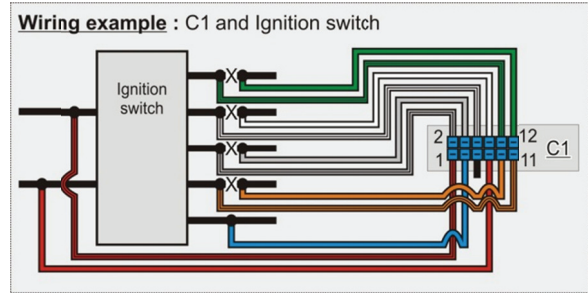 Wiring example : C1 and Ignition switch
Ignition
switch
X
X
X
X
2
12
1
11
C1